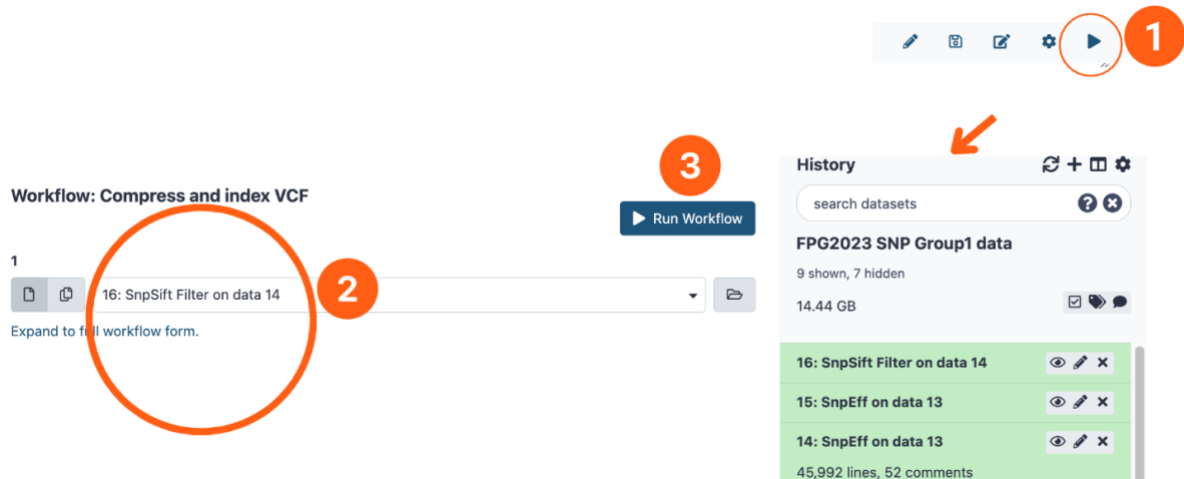 1
3
History
Workflow: Compress and index VCF
search datasets
Run Workflow
FPG2023 SNP Group1 data
1
9 shown, 7 hidden
16: SnpSift Filter on data 14
2
14.44 GB
Expand to full workflow form.
16: SnpSift Filter on data 14
15: SnpEff on data 13
14: SnpEff on data 13
45,992 lines, 52 comments